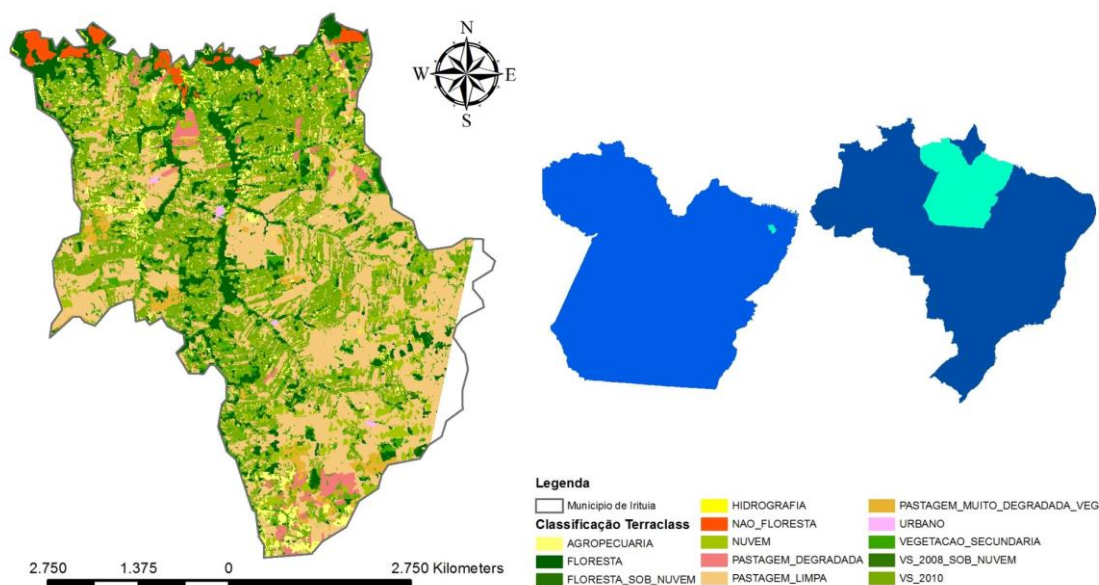 N
W E
S
2.750 1.375 0 2.750 Kilometers
Legenda
Municipio de Irituia
Classificação Terraclass
AGROPECUARIA
FLORESTA
FLORESTA_SOB_NUVEM
HIDROGRAFIA
NAO_FLORESTA
NUVEM
PASTAGEM_DEGRADADA
PASTAGEM_LIMPA
PASTAGEM_MUITO_DEGRADADA_VEG
URBANO
VEGETACAO_SECUNDARIA
VS_2008_SOB_NUVEM
VS_2010